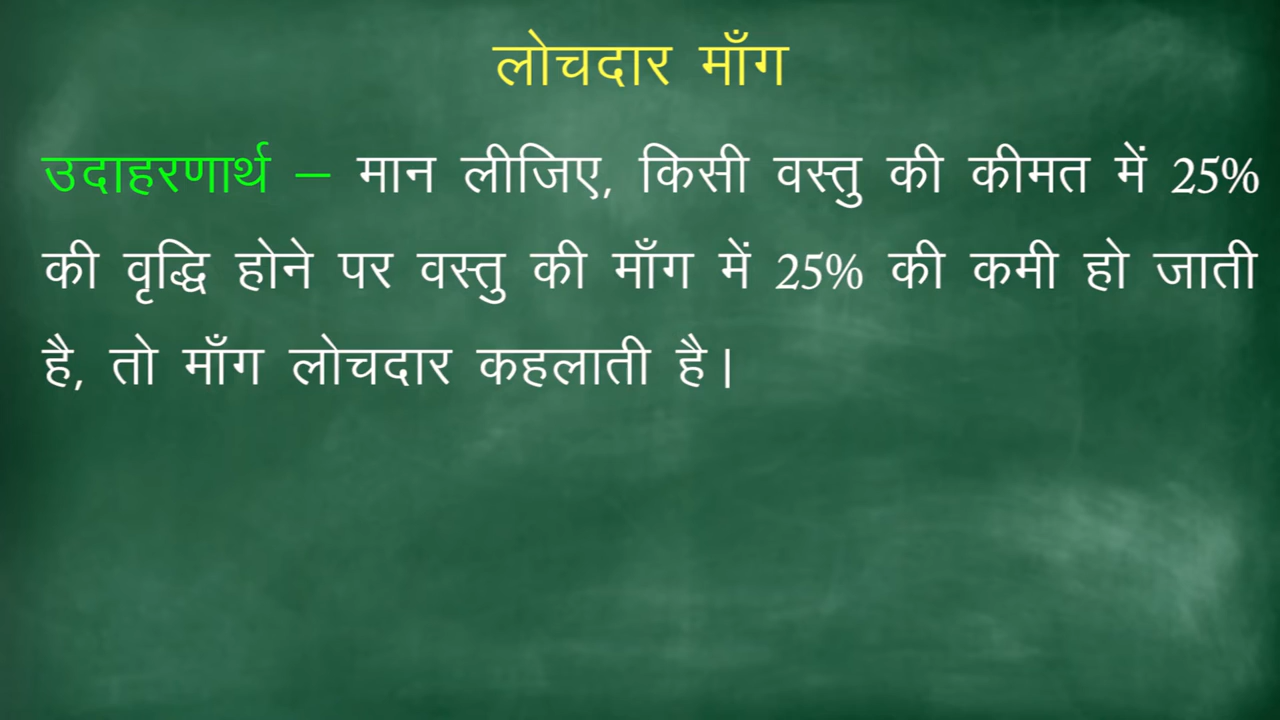 लोचदार माँग
उदाहरणार्थ – मान लीजिए, किसी वस्तु की कीमत में 25%
की वृद्धि होने पर वस्तु की माँग में 25% की कमी हो जाती
है, तो माँग लोचदार कहलाती है।